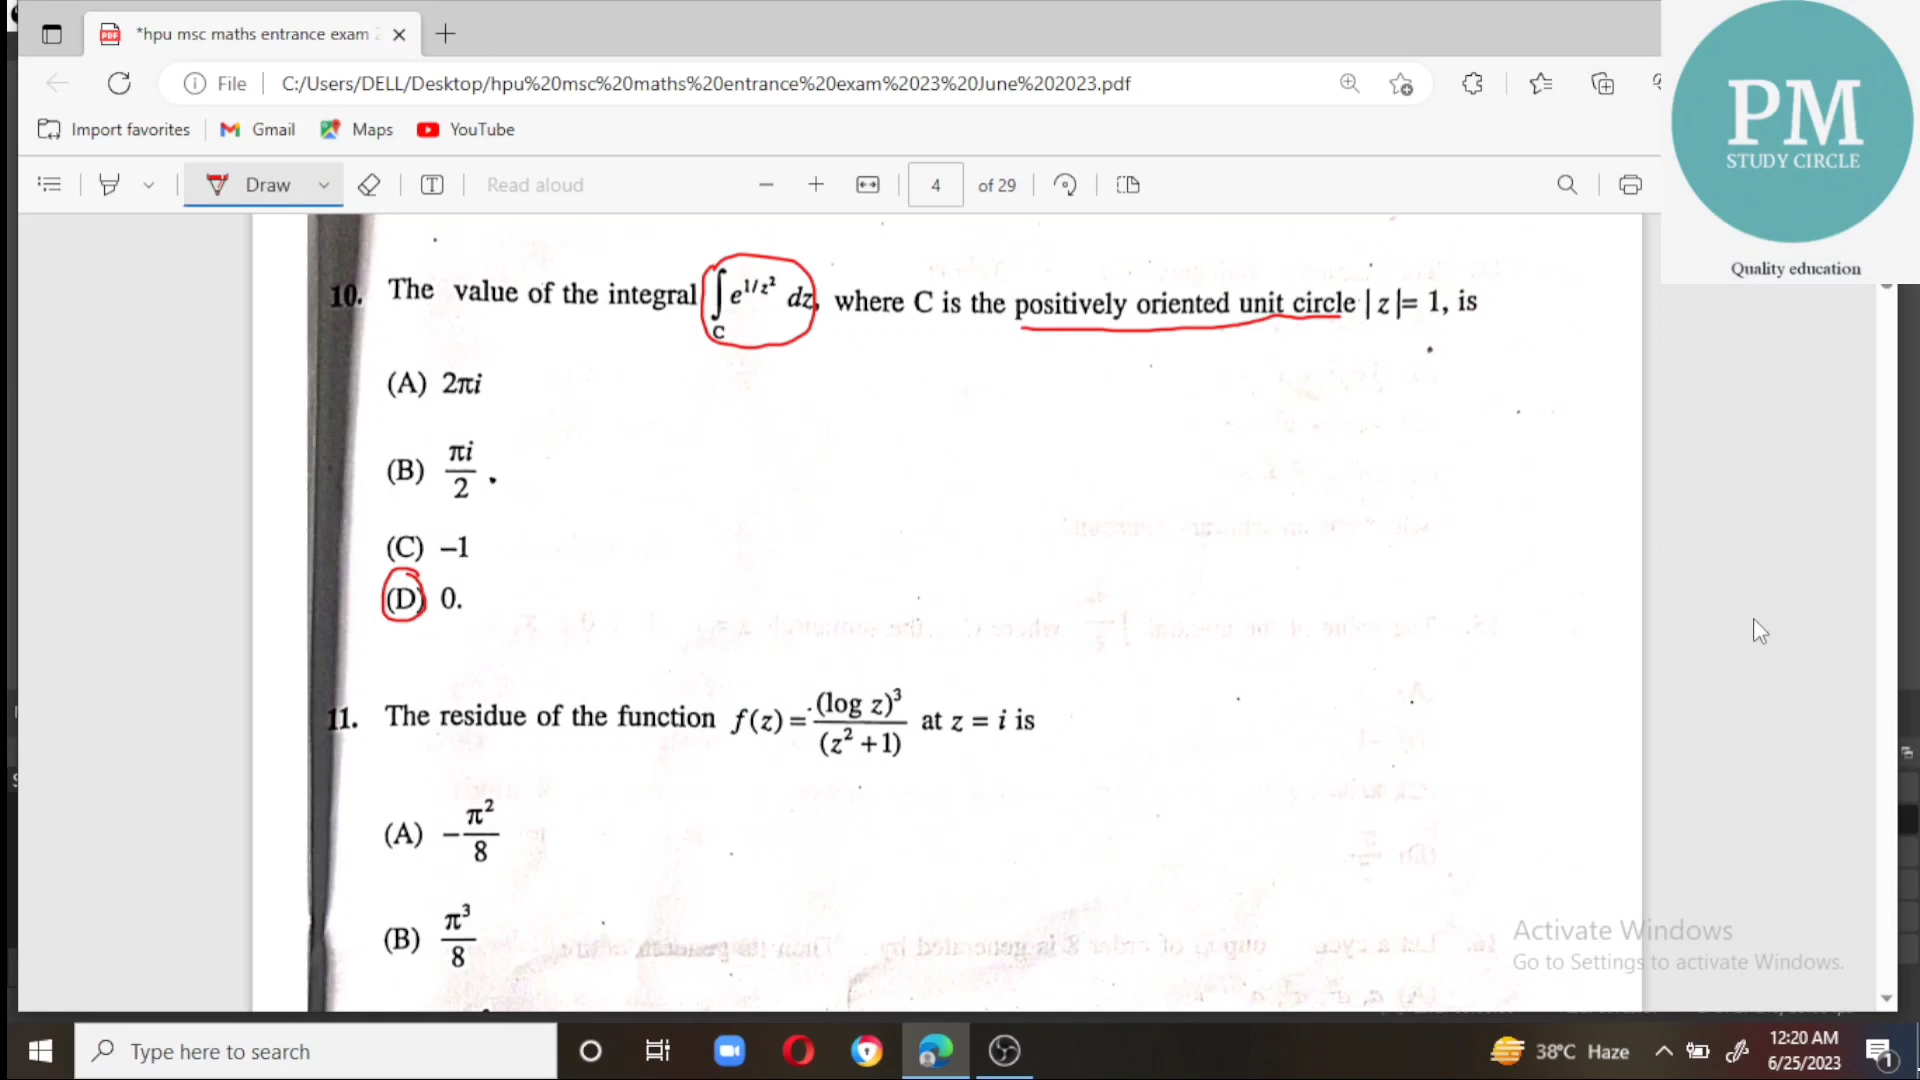 *hpu msc maths entrance exam 2
File
C:/Users/DELL/Desktop/hpu%20msc%20maths%20entrance%20exam%2023%20June%202023.pdf
Import favorites
Gmail
Maps
YouTube
Draw
Read aloud
4
of 29
PM
STUDY CIRCLE
Quality education
10. The value of the integral ∫_C e^{1/z²} dz, where C is the positively oriented unit circle |z|= 1, is
(A) 2πi
(B) πi/2 .
(C) –1
(D) 0.
11. The residue of the function f(z) = (log z)³/(z² +1) at z = i is
(A) -π²/8
(B) π³/8
Activate Windows
Go to Settings to activate Windows.
Type here to search
38°C Haze
12:20 AM
6/25/2023
1